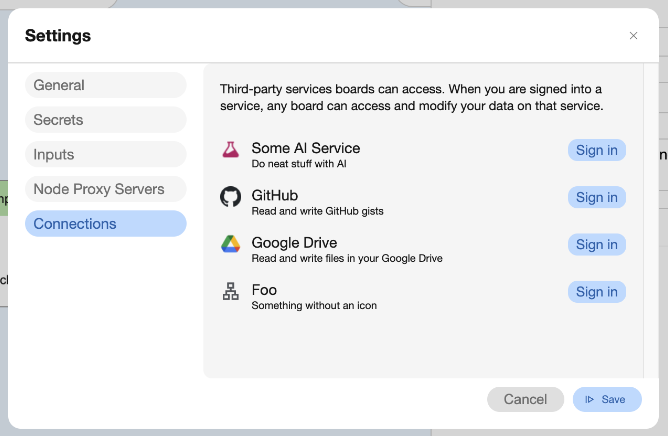 Settings
General
Secrets
Inputs
Node Proxy Servers
Connections
Third-party services boards can access. When you are signed into a
service, any board can access and modify your data on that service.
Some AI Service
Do neat stuff with AI
Sign in
GitHub
Read and write GitHub gists
Sign in
Google Drive
Read and write files in your Google Drive
Sign in
Foo
Something without an icon
Sign in
Cancel
Save